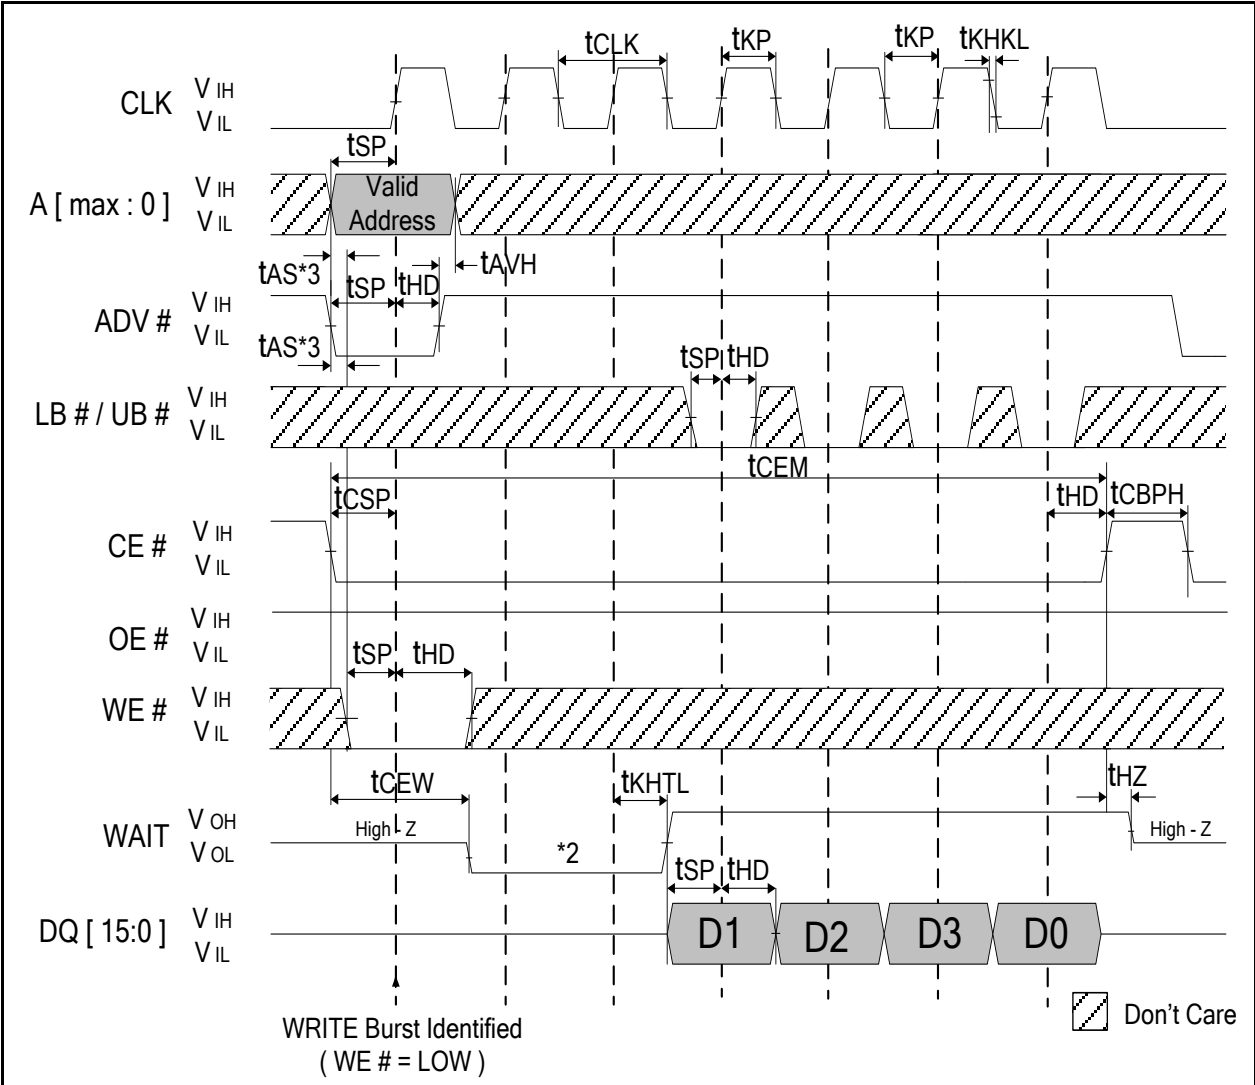 tCLK tKP tKP tKHKL
CLK V IH
V IL
tSP
A [ max : 0 ] V IH
V IL
Valid
Address
tAS*3 tSP tHD tAVH
ADV # V IH
V IL
tAS*3
tSP tHD
LB # / UB # V IH
V IL
tCEM
tCSP tHD tCBPH
CE # V IH
V IL
OE # V IH
V IL
tSP tHD
WE # V IH
V IL
tCEW tKHTL tHZ
WAIT V OH
V OL
High - Z *2 High - Z
tSP tHD
DQ [ 15:0 ] V IH
V IL
D1 D2 D3 D0
Don't Care
WRITE Burst Identified
( WE # = LOW )